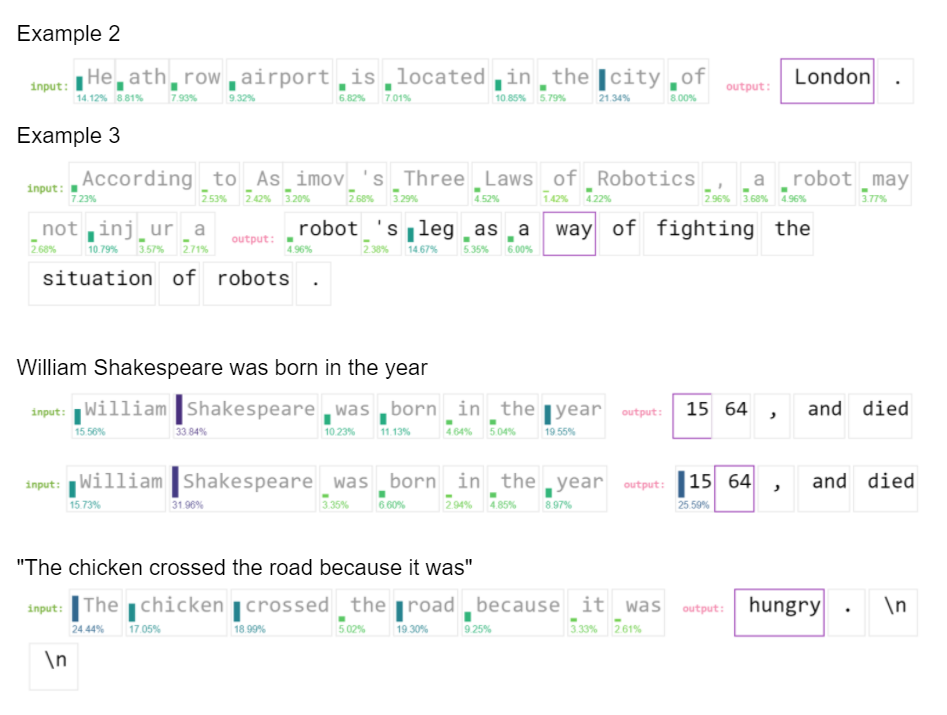 Example 2
input: He ath row airport is located in the city of output: London .
14.12% 8.81% 7.93% 9.32% 6.82% 7.01% 10.85% 5.79% 21.34% 8.00%
Example 3
input: According to As imov 's Three Laws of Robotics , a robot may
7.23% 2.53% 2.42% 3.20% 2.68% 3.29% 4.52% 1.42% 4.22% 2.96% 3.68% 4.96% 3.77%
not inj ur a output: robot 's leg as a way of fighting the
2.68% 10.79% 3.57% 2.71% 4.96% 2.38% 14.67% 5.35% 6.00%
situation of robots .
William Shakespeare was born in the year
input: William Shakespeare was born in the year output: 15 64 , and died
15.56% 33.84% 10.23% 11.13% 4.64% 5.04% 19.55%
input: William Shakespeare was born in the year output: 15 64 , and died
15.73% 31.96% 3.35% 6.60% 2.94% 4.85% 8.97% 25.59%
"The chicken crossed the road because it was"
input: The chicken crossed the road because it was output: hungry . \n
24.44% 17.05% 18.99% 5.02% 19.30% 9.25% 3.33% 2.61%
\n